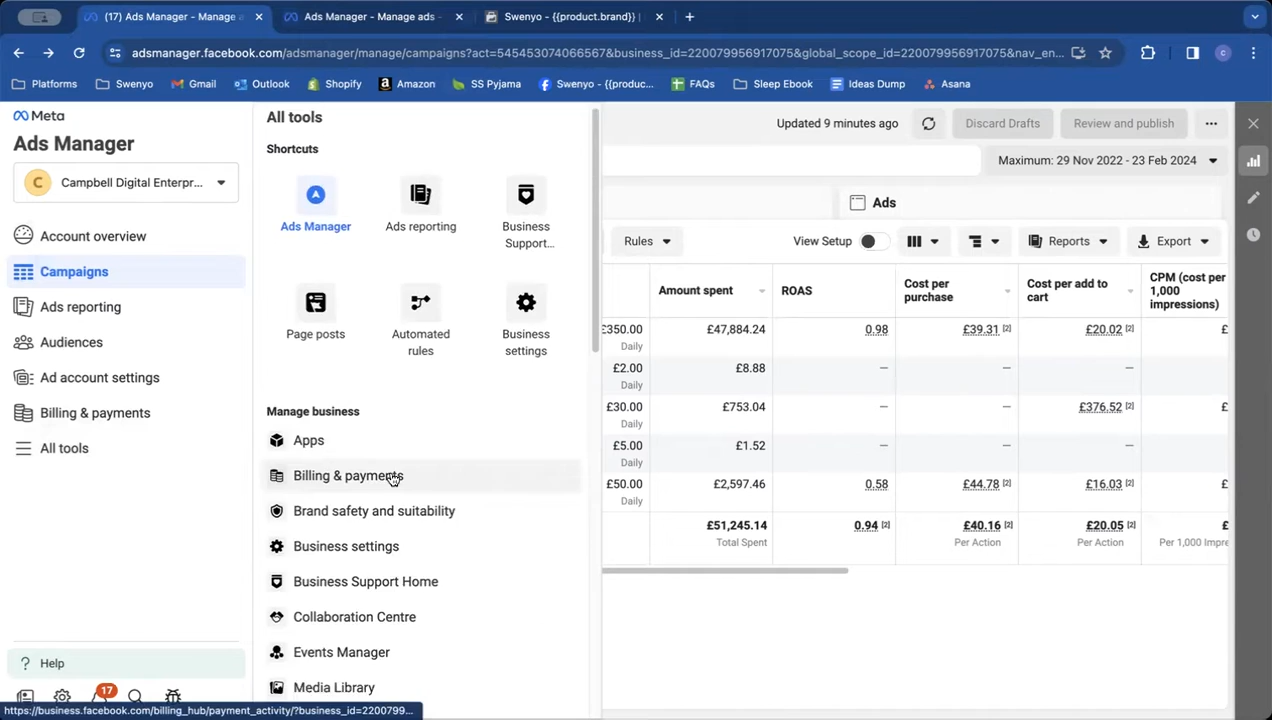 (17) Ads Manager - Manage a
Ads Manager - Manage ads -
Swenyo - {{product.brand}} |
adsmanager.facebook.com/adsmanager/manage/campaigns?act=545453074066567&business_id=220079956917075&global_scope_id=220079956917075&nav_en...
Platforms
Swenyo
Gmail
Outlook
Shopify
Amazon
SS Pyjama
Swenyo - {{produc...
FAQs
Sleep Ebook
Ideas Dump
Asana
Meta
Ads Manager
C
Campbell Digital Enterpr...
Account overview
Campaigns
Ads reporting
Audiences
Ad account settings
Billing & payments
All tools
Help
17
All tools
Shortcuts
Ads Manager
Ads reporting
Business
Support...
Page posts
Automated
rules
Business
settings
Manage business
Apps
Billing & payments
Brand safety and suitability
Business settings
Business Support Home
Collaboration Centre
Events Manager
Media Library
Updated 9 minutes ago
Discard Drafts
Review and publish
Maximum: 29 Nov 2022 - 23 Feb 2024
Ads
Rules
View Setup
Reports
Export
Amount spent
ROAS
Cost per
purchase
Cost per add to
cart
CPM (cost per
1,000
impressions)
£350.00
Daily
£47,884.24
0.98
£39.31 [2]
£20.02 [2]
£
£2.00
Daily
£8.88
—
—
—
£30.00
Daily
£753.04
—
—
£376.52 [2]
£
£5.00
Daily
£1.52
—
—
—
£50.00
Daily
£2,597.46
0.58
£44.78 [2]
£16.03 [2]
£
£51,245.14
Total Spent
0.94 [2]
£40.16 [2]
Per Action
£20.05 [2]
Per Action
£
Per 1,000 Impre
https://business.facebook.com/billing_hub/payment_activity/?business_id=2200799...